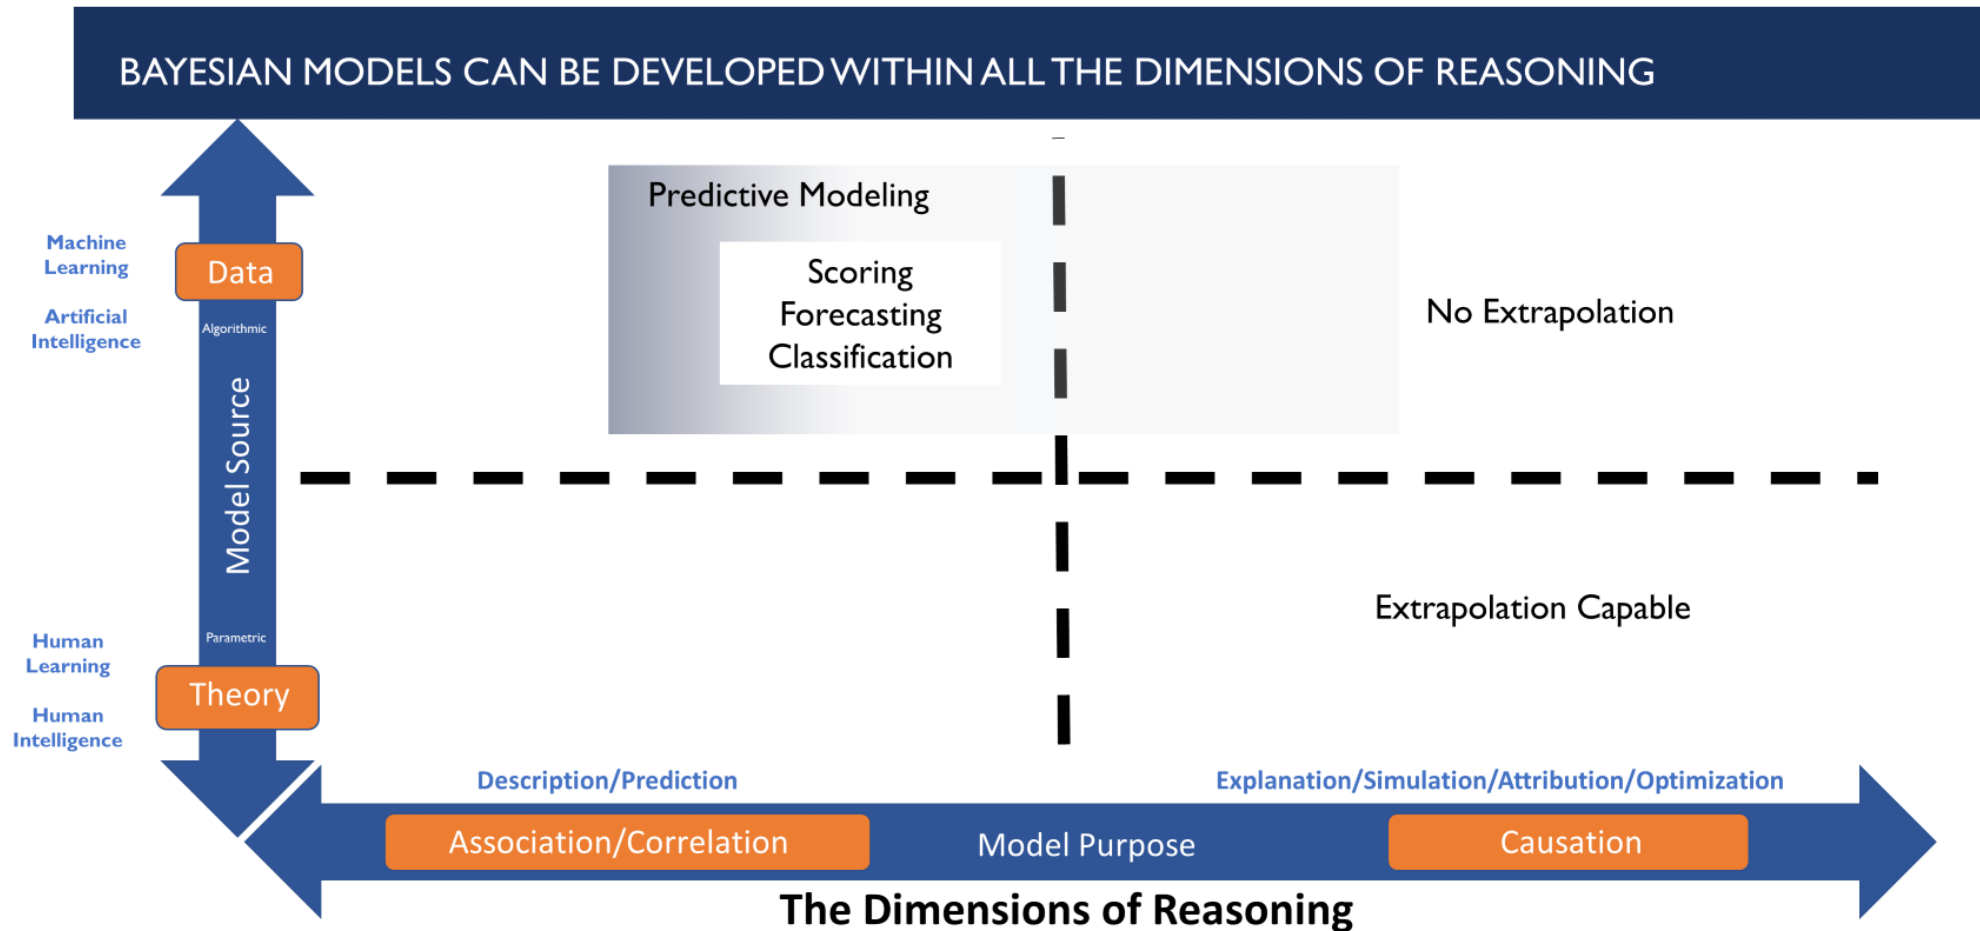 BAYESIAN MODELS CAN BE DEVELOPED WITHIN ALL THE DIMENSIONS OF REASONING
Machine
Learning
Artificial
Intelligence
Data
Algorithmic
Model Source
Parametric
Theory
Human
Learning
Human
Intelligence
Predictive Modeling
Scoring
Forecasting
Classification
No Extrapolation
Extrapolation Capable
Description/Prediction
Explanation/Simulation/Attribution/Optimization
Association/Correlation
Model Purpose
Causation
The Dimensions of Reasoning